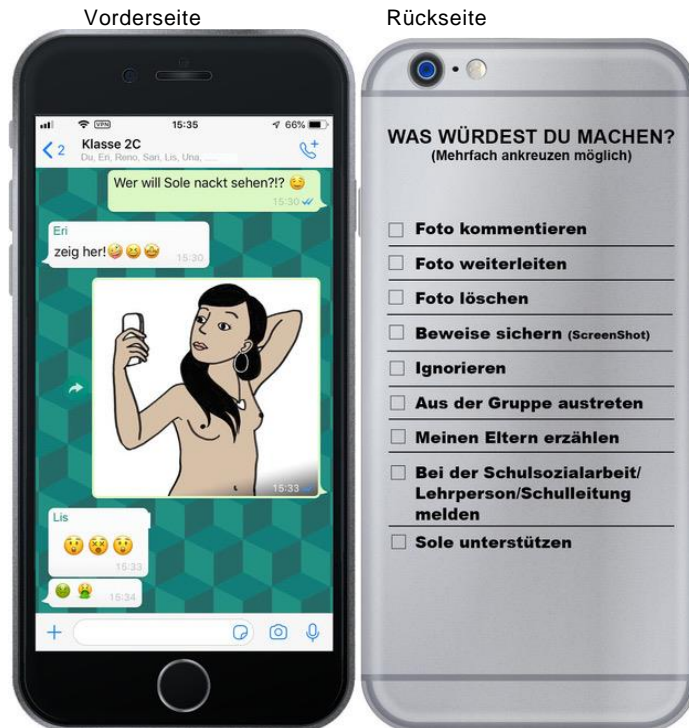 Vorderseite
Rückseite
VPN
15:35
66%
2
Klasse 2C
Du, Eri, Reno, Sari, Lis, Una, ....
Wer will Sole nackt sehen?!?
15:30
Eri
zeig her!
15:30
15:33
Lis
15:33
15:34
WAS WÜRDEST DU MACHEN?
(Mehrfach ankreuzen möglich)
Foto kommentieren
Foto weiterleiten
Foto löschen
Beweise sichern (ScreenShot)
Ignorieren
Aus der Gruppe austreten
Meinen Eltern erzählen
Bei der Schulsozialarbeit/
Lehrperson/Schulleitung
melden
Sole unterstützen